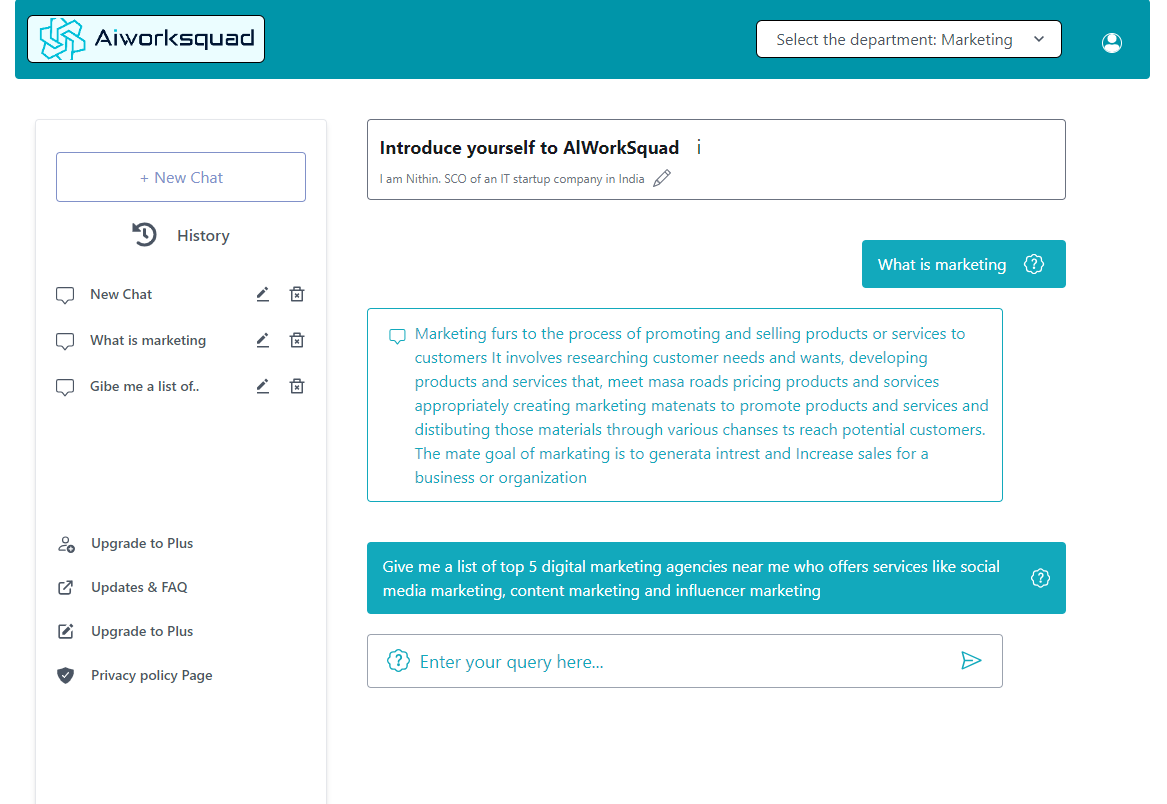 Aiworksquad
Select the department: Marketing
+ New Chat
History
New Chat
What is marketing
Gibe me a list of..
Upgrade to Plus
Updates & FAQ
Upgrade to Plus
Privacy policy Page
Introduce yourself to AlWorkSquad i
I am Nithin. SCO of an IT startup company in India
What is marketing
Marketing furs to the process of promoting and selling products or services to
customers It involves researching customer needs and wants, developing
products and services that, meet masa roads pricing products and sorvices
appropriately creating marketing matenats to promote products and services and
distibuting those materials through various chanses ts reach potential customers.
The mate goal of markating is to generata intrest and Increase sales for a
business or organization
Give me a list of top 5 digital marketing agencies near me who offers services like social
media marketing, content marketing and influencer marketing
Enter your query here...